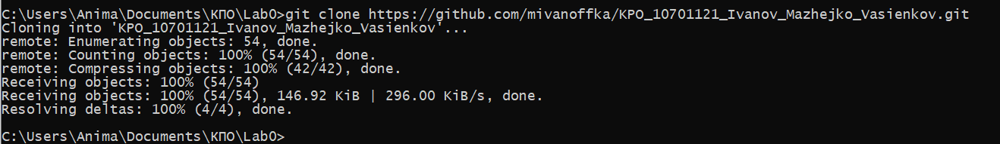 C:\Users\Anima\Documents\КПО\Lab0>git clone https://github.com/mivanoffka/KPO_10701121_Ivanov_Mazhejko_Vasienkov.git
Cloning into 'KPO_10701121_Ivanov_Mazhejko_Vasienkov'...
remote: Enumerating objects: 54, done.
remote: Counting objects: 100% (54/54), done.
remote: Compressing objects: 100% (42/42), done.
Receiving objects: 100% (54/54)
Receiving objects: 100% (54/54), 146.92 KiB | 296.00 KiB/s, done.
Resolving deltas: 100% (4/4), done.
C:\Users\Anima\Documents\КПО\Lab0>